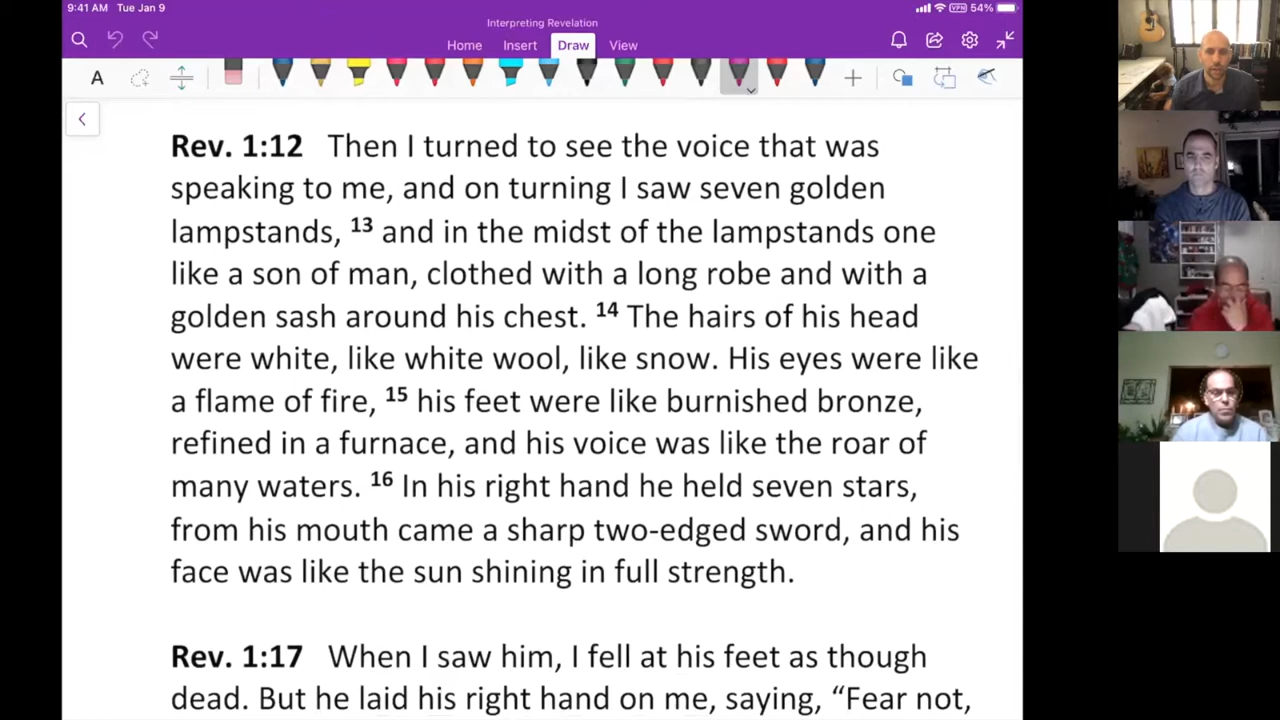 9:41 AM Tue Jan 9
VPN 54%
Interpreting Revelation
Home Insert Draw View
A
Rev. 1:12 Then I turned to see the voice that was
speaking to me, and on turning I saw seven golden
lampstands, 13 and in the midst of the lampstands one
like a son of man, clothed with a long robe and with a
golden sash around his chest. 14 The hairs of his head
were white, like white wool, like snow. His eyes were like
a flame of fire, 15 his feet were like burnished bronze,
refined in a furnace, and his voice was like the roar of
many waters. 16 In his right hand he held seven stars,
from his mouth came a sharp two-edged sword, and his
face was like the sun shining in full strength.
Rev. 1:17 When I saw him, I fell at his feet as though
dead. But he laid his right hand on me, saying, “Fear not,